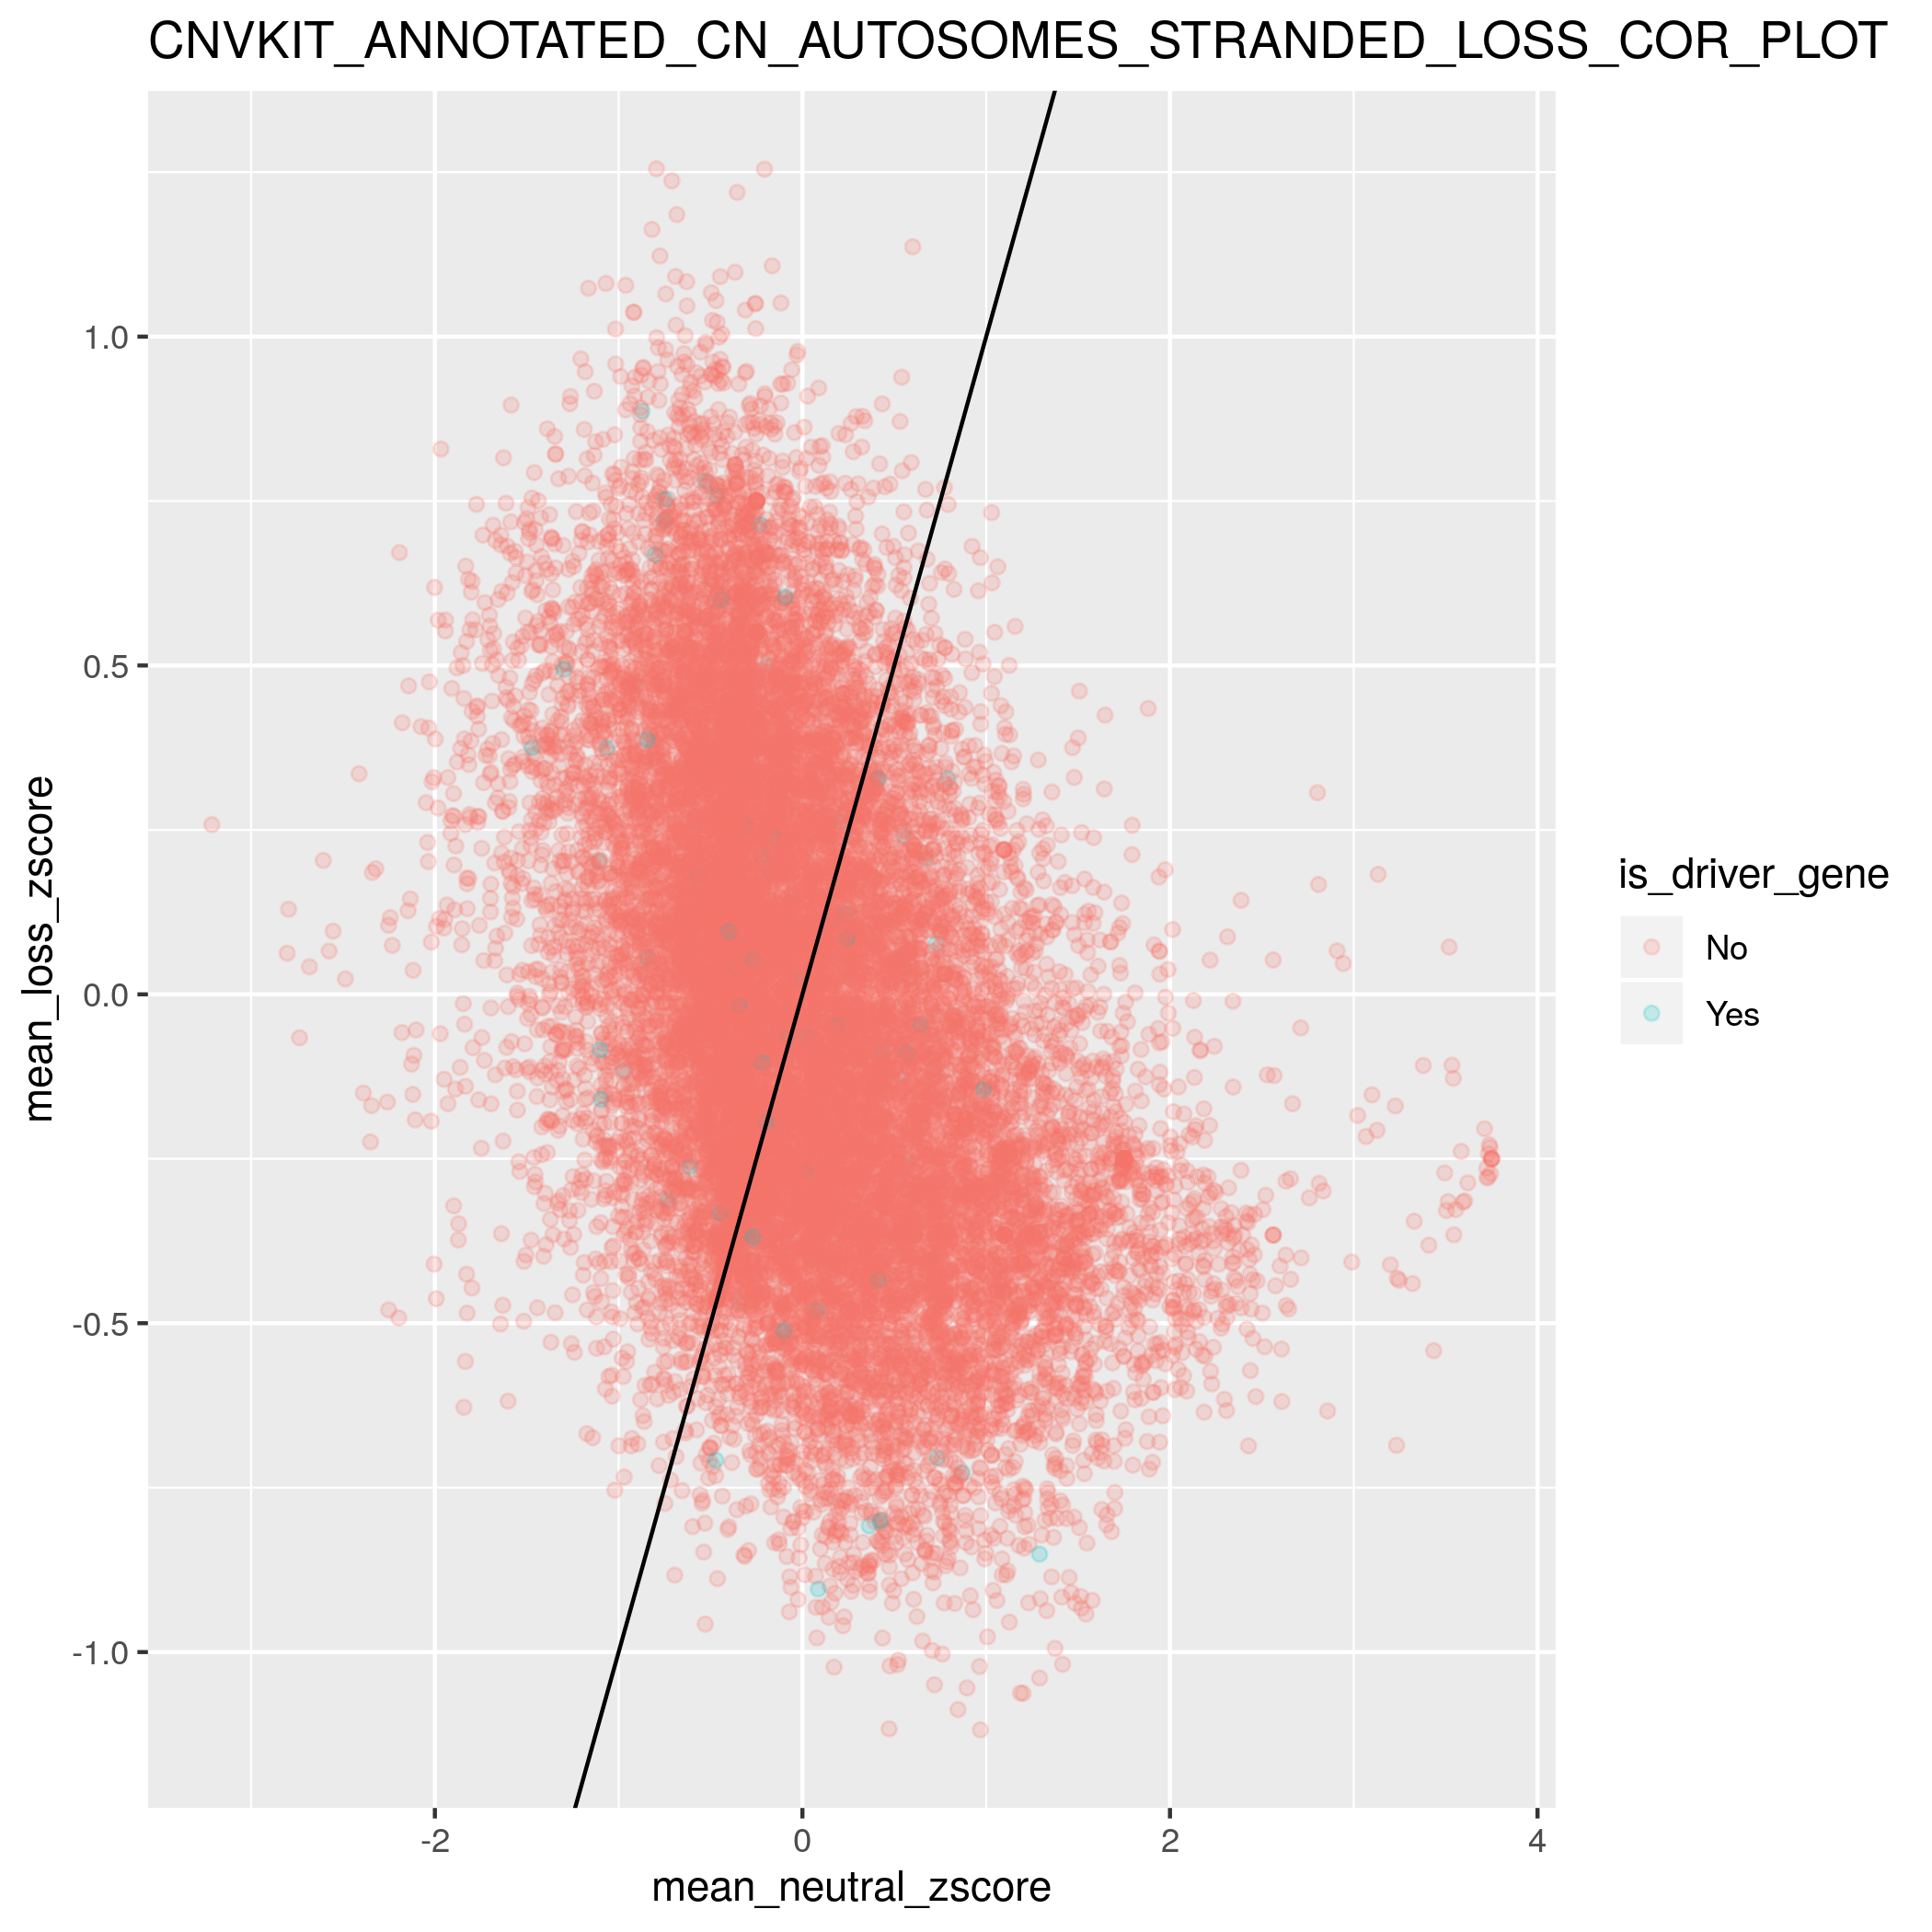 CNVKIT_ANNOTATED_CN_AUTOSOMES_STRANDED_LOSS_COR_PLOT
1.0
0.5
0.0
-0.5
-1.0
mean_loss_zscore
-2
0
2
4
mean_neutral_zscore
is_driver_gene
No
Yes